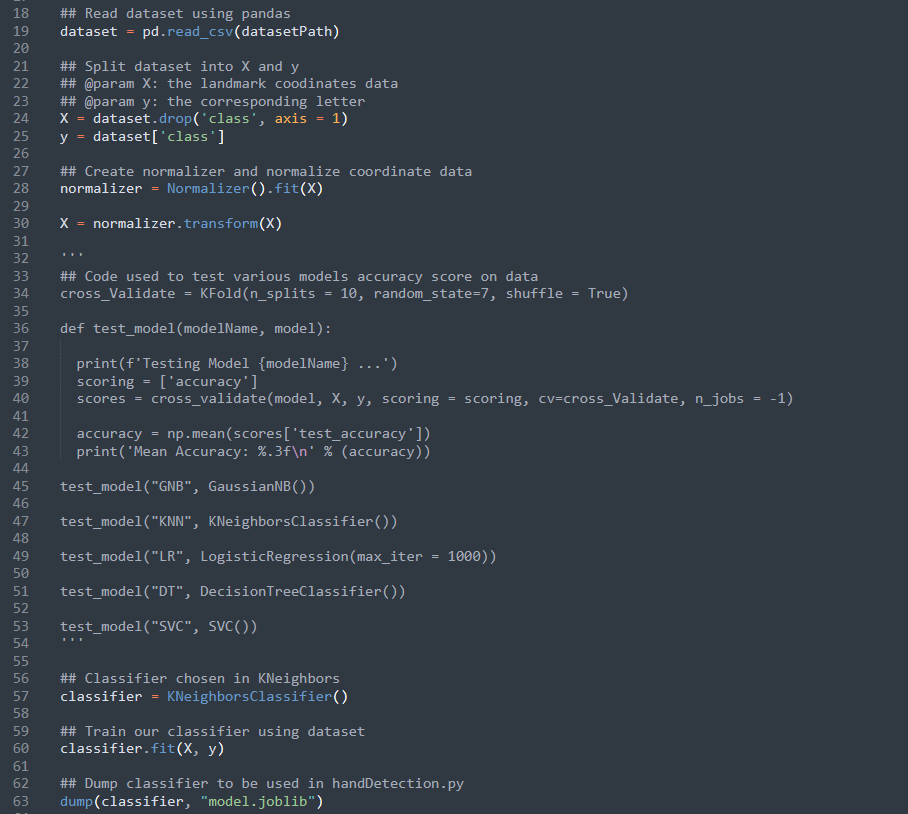 18 ## Read dataset using pandas
19 dataset = pd.read_csv(datasetPath)
20
21 ## Split dataset into X and y
22 ## @param X: the landmark coodinates data
23 ## @param y: the corresponding letter
24 X = dataset.drop('class', axis = 1)
25 y = dataset['class']
26
27 ## Create normalizer and normalize coordinate data
28 normalizer = Normalizer().fit(X)
29
30 X = normalizer.transform(X)
31
32 '''
33 ## Code used to test various models accuracy score on data
34 cross_Validate = KFold(n_splits = 10, random_state=7, shuffle = True)
35
36 def test_model(modelName, model):
37
38   print(f'Testing Model {modelName} ...')
39   scoring = ['accuracy']
40   scores = cross_validate(model, X, y, scoring = scoring, cv=cross_Validate, n_jobs = -1)
41
42   accuracy = np.mean(scores['test_accuracy'])
43   print('Mean Accuracy: %.3f\n' % (accuracy))
44
45 test_model("GNB", GaussianNB())
46
47 test_model("KNN", KNeighborsClassifier())
48
49 test_model("LR", LogisticRegression(max_iter = 1000))
50
51 test_model("DT", DecisionTreeClassifier())
52
53 test_model("SVC", SVC())
54 '''
55
56 ## Classifier chosen in KNeighbors
57 classifier = KNeighborsClassifier()
58
59 ## Train our classifier using dataset
60 classifier.fit(X, y)
61
62 ## Dump classifier to be used in handDetection.py
63 dump(classifier, "model.joblib")